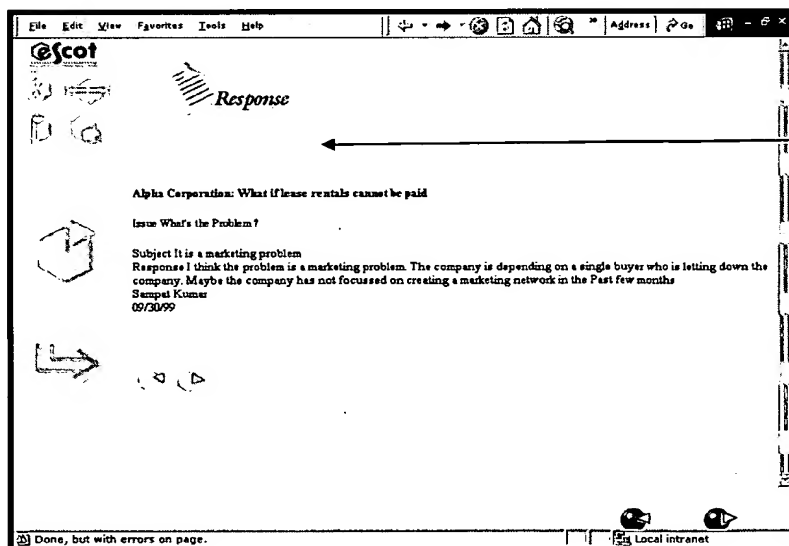 File Edit View Favorites Tools Help
» Address Go
eScot
Response
Alpha Corporation: What if lease rentals cannot be paid
Issue What's the Problem?
Subject It is a marketing problem
Response I think the problem is a marketing problem. The company is depending on a single buyer who is letting down the
company. Maybe the company has not focussed on creating a marketing network in the Past few months
Sampat Kumar
09/30/99
Done, but with errors on page.
Local intranet